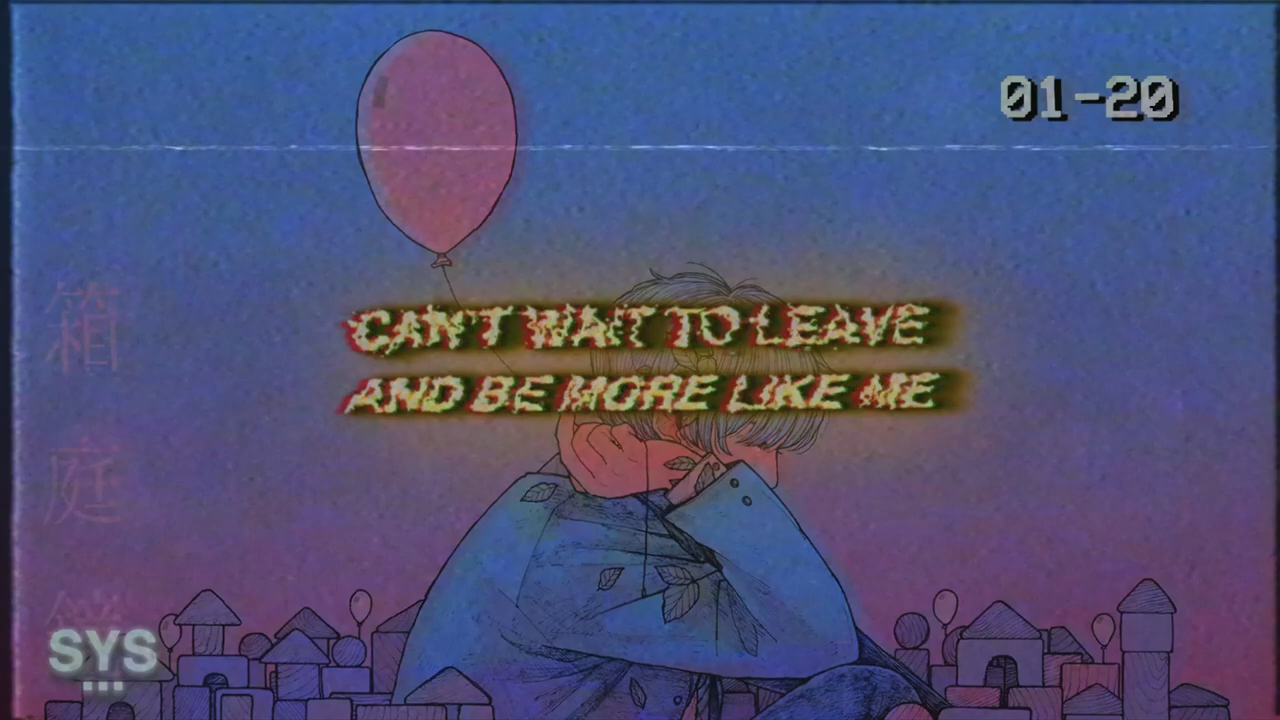 01-20
箱
庭
CAN'T WAIT TO LEAVE
AND BE MORE LIKE ME
SYS